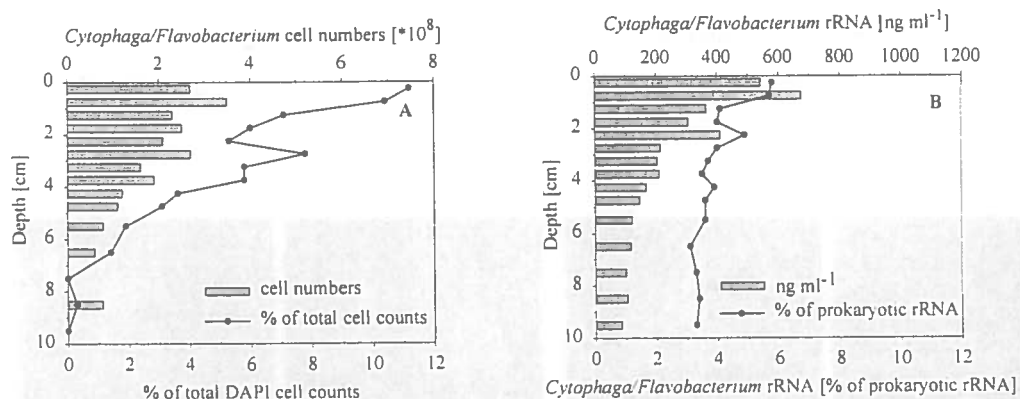 Cytophaga/Flavobacterium cell numbers [*10⁸]
0 2 4 6 8
0
2
4
6
8
10
Depth [cm]
A
cell numbers
% of total cell counts
0 2 4 6 8 10 12
% of total DAPI cell counts
Cytophaga/Flavobacterium rRNA [ng ml⁻¹]
0 200 400 600 800 1000 1200
0
2
4
6
8
10
Depth [cm]
B
ng ml⁻¹
% of prokaryotic rRNA
0 2 4 6 8 10 12
Cytophaga/Flavobacterium rRNA [% of prokaryotic rRNA]